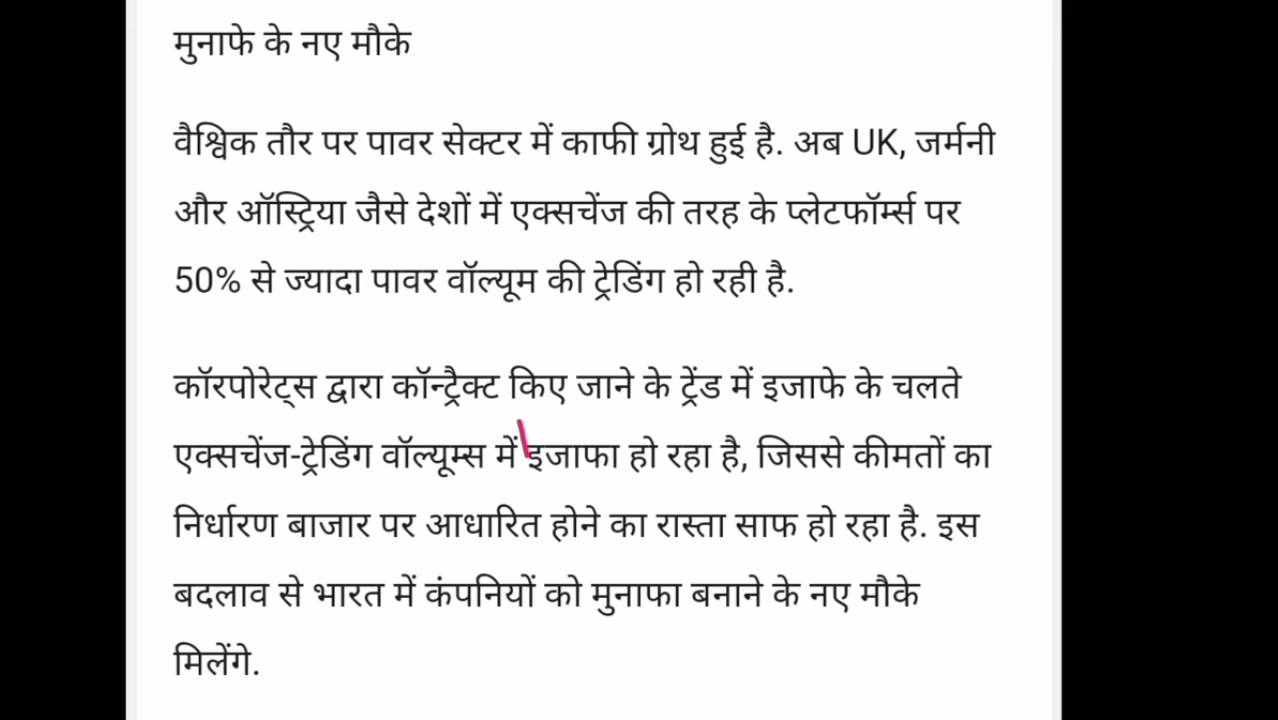 मुनाफे के नए मौके
वैश्विक तौर पर पावर सेक्टर में काफी ग्रोथ हुई है. अब UK, जर्मनी
और ऑस्ट्रिया जैसे देशों में एक्सचेंज की तरह के प्लेटफॉर्म्स पर
50% से ज्यादा पावर वॉल्यूम की ट्रेडिंग हो रही है.
कॉरपोरेट्स द्वारा कॉन्ट्रैक्ट किए जाने के ट्रेंड में इजाफे के चलते
एक्सचेंज-ट्रेडिंग वॉल्यूम्स में इजाफा हो रहा है, जिससे कीमतों का
निर्धारण बाजार पर आधारित होने का रास्ता साफ हो रहा है. इस
बदलाव से भारत में कंपनियों को मुनाफा बनाने के नए मौके
मिलेंगे.